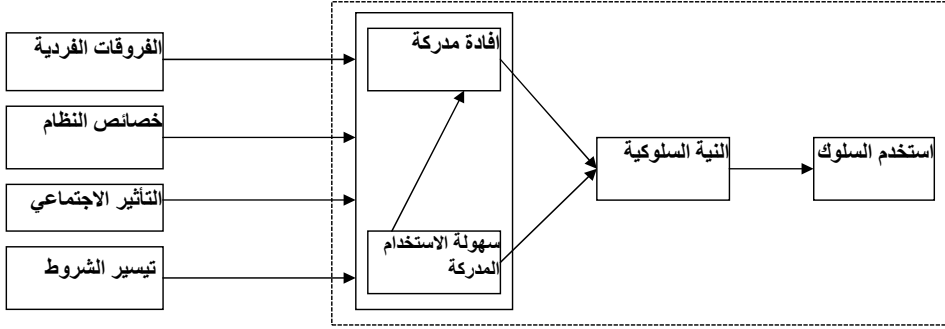 الفروقات الفردية
خصائص النظام
التأثير الاجتماعي
تيسير الشروط
افادة مدركة
سهولة الاستخدام
المدركة
النية السلوكية
استخدم السلوك